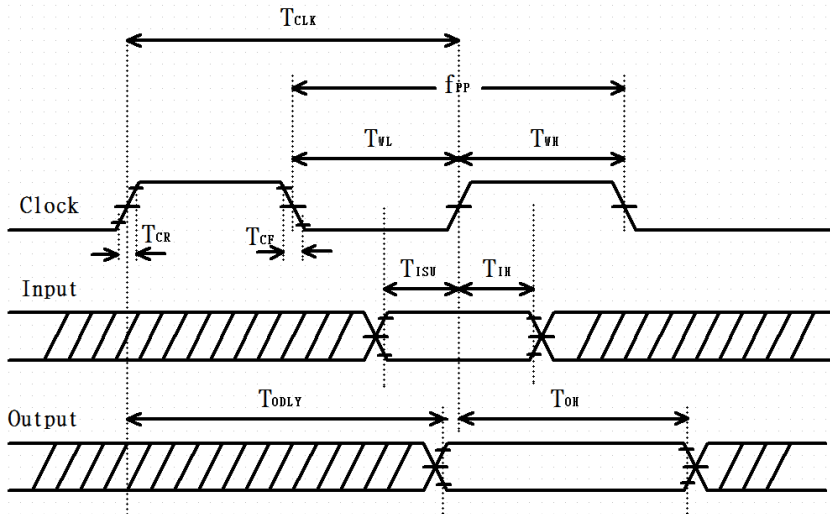 TCLK
fPP
TWL TWH
Clock
TCR TCF
TISU TIH
Input
TODLY TOH
Output